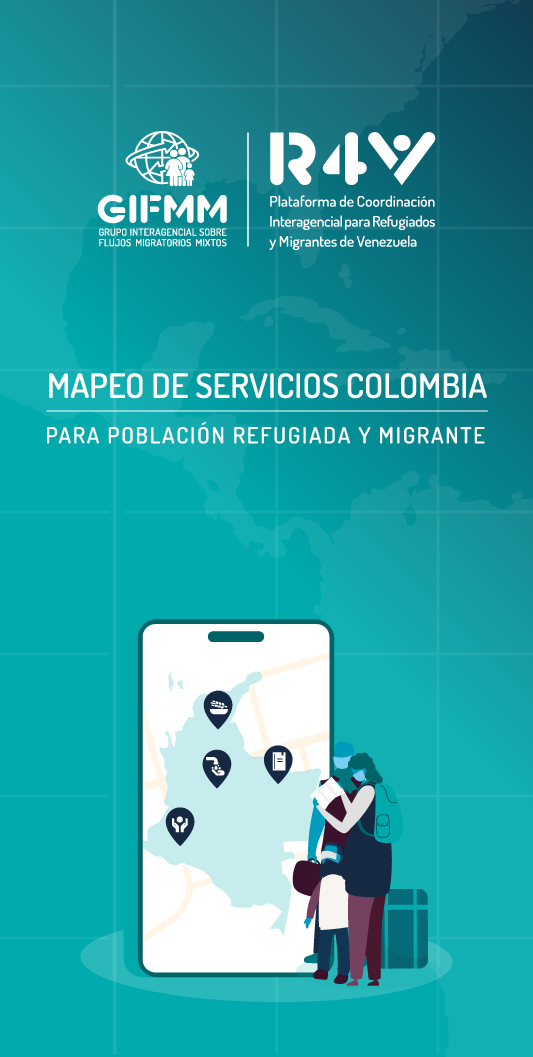 GIFMM
GRUPO INTERAGENCIAL SOBRE
FLUJOS MIGRATORIOS MIXTOS
R4V
Plataforma de Coordinación
Interagencial para Refugiados
y Migrantes de Venezuela
MAPEO DE SERVICIOS COLOMBIA
PARA POBLACIÓN REFUGIADA Y MIGRANTE